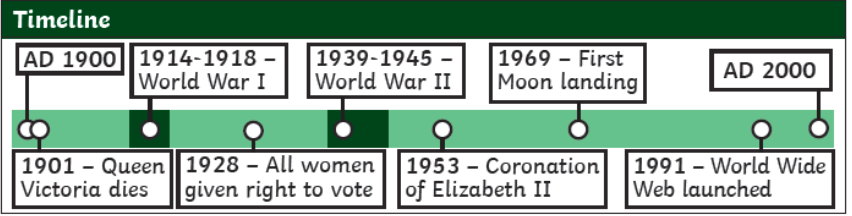 Timeline
AD 1900
1914-1918 –
World War I
1939-1945 –
World War II
1969 – First
Moon landing
AD 2000
1901 – Queen
Victoria dies
1928 – All women
given right to vote
1953 – Coronation
of Elizabeth II
1991 – World Wide
Web launched